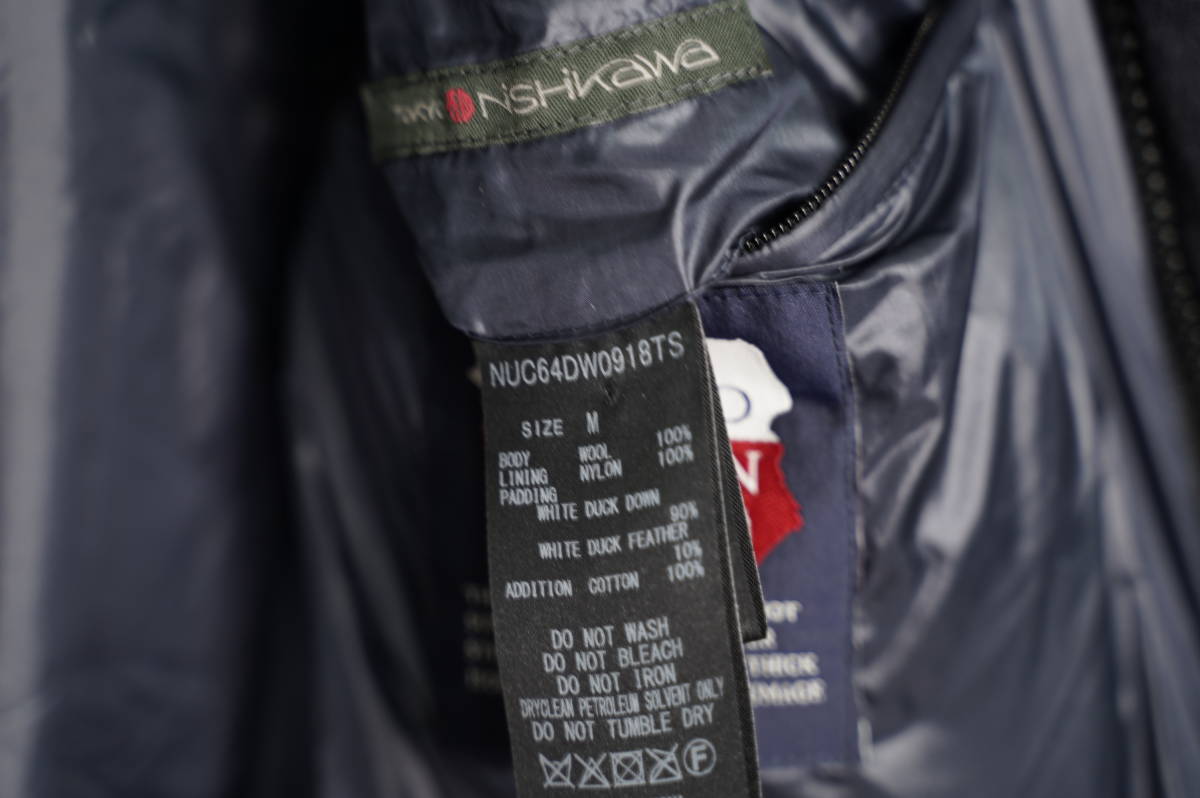 NiSHiKaWa
NUC64DW0918TS
SIZE M
BODY WOOL 100%
LINING NYLON 100%
PADDING
WHITE DUCK DOWN
90%
WHITE DUCK FEATHER
10%
ADDITION COTTON 100%
DO NOT WASH
DO NOT BLEACH
DO NOT IRON
DRYCLEAN PETROLEUM SOLVENT ONLY
DO NOT TUMBLE DRY
F
O
N